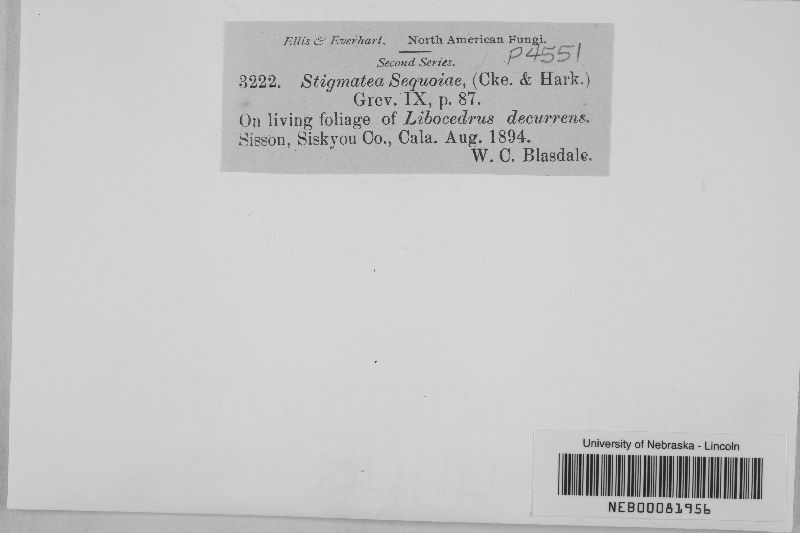 Ellis & Everhart. North American Fungi.
P4551
Second Series.
3222. Stigmatea Sequoiae, (Cke. & Hark.)
Grev. IX, p. 87.
On living foliage of Libocedrus decurrens.
Sisson, Siskyou Co., Cala. Aug. 1894.
W. C. Blasdale.
University of Nebraska - Lincoln
NEB00081956